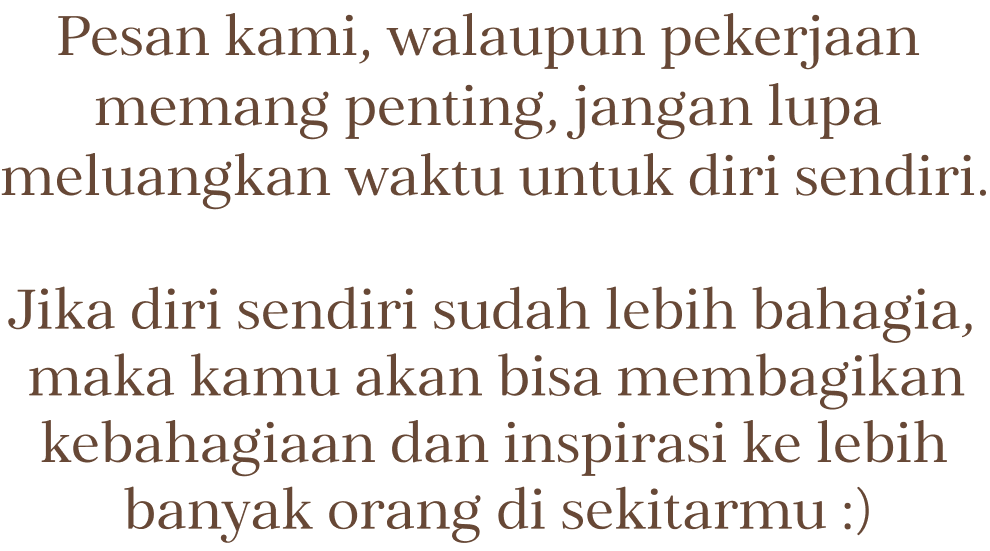 Pesan kami, walaupun pekerjaan
memang penting, jangan lupa
meluangkan waktu untuk diri sendiri.
Jika diri sendiri sudah lebih bahagia,
maka kamu akan bisa membagikan
kebahagiaan dan inspirasi ke lebih
banyak orang di sekitarmu :)